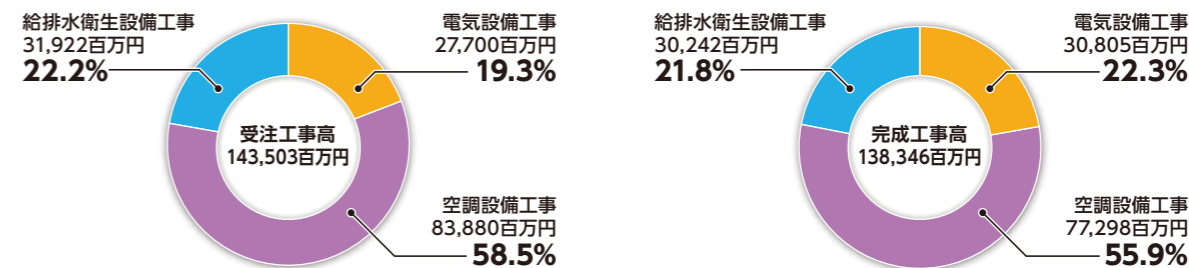 給排水衛生設備工事
31,922百万円
22.2%
電気設備工事
27,700百万円
19.3%
受注工事高
143,503百万円
空調設備工事
83,880百万円
58.5%
給排水衛生設備工事
30,242百万円
21.8%
電気設備工事
30,805百万円
22.3%
完成工事高
138,346百万円
空調設備工事
77,298百万円
55.9%